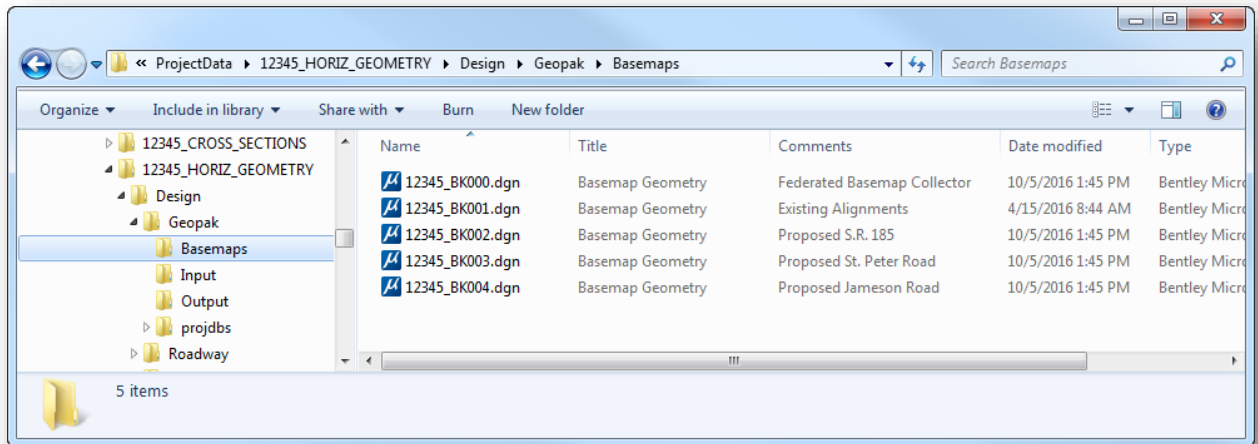 « ProjectData ▸ 12345_HORIZ_GEOMETRY ▸ Design ▸ Geopak ▸ Basemaps Search Basemaps
Organize ▾ Include in library ▾ Share with ▾ Burn New folder
12345_CROSS_SECTIONS
12345_HORIZ_GEOMETRY
Design
Geopak
Basemaps
Input
Output
projdbs
Roadway
Name Title Comments Date modified Type
12345_BK000.dgn Basemap Geometry Federated Basemap Collector 10/5/2016 1:45 PM Bentley Micro
12345_BK001.dgn Basemap Geometry Existing Alignments 4/15/2016 8:44 AM Bentley Micro
12345_BK002.dgn Basemap Geometry Proposed S.R. 185 10/5/2016 1:45 PM Bentley Micro
12345_BK003.dgn Basemap Geometry Proposed St. Peter Road 10/5/2016 1:45 PM Bentley Micro
12345_BK004.dgn Basemap Geometry Proposed Jameson Road 10/5/2016 1:45 PM Bentley Micro
5 items